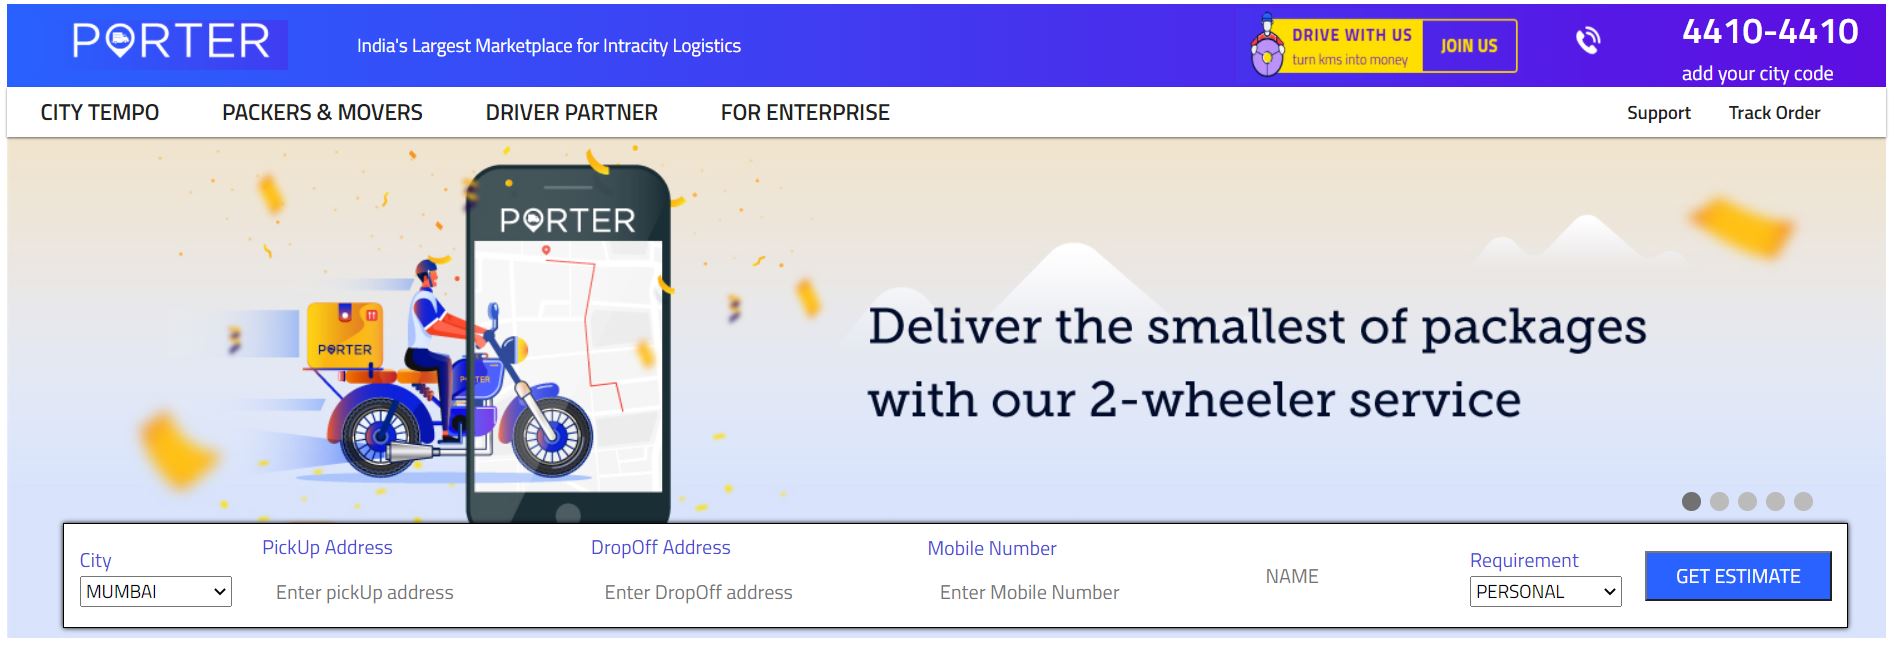 PORTER
India's Largest Marketplace for Intracity Logistics
DRIVE WITH US
turn kms into money
JOIN US
4410-4410
add your city code
CITY TEMPO
PACKERS & MOVERS
DRIVER PARTNER
FOR ENTERPRISE
Support
Track Order
PORTER
PORTER
PORTER
Deliver the smallest of packages
with our 2-wheeler service
City
MUMBAI
PickUp Address
Enter pickUp address
DropOff Address
Enter DropOff address
Mobile Number
Enter Mobile Number
NAME
Requirement
PERSONAL
GET ESTIMATE